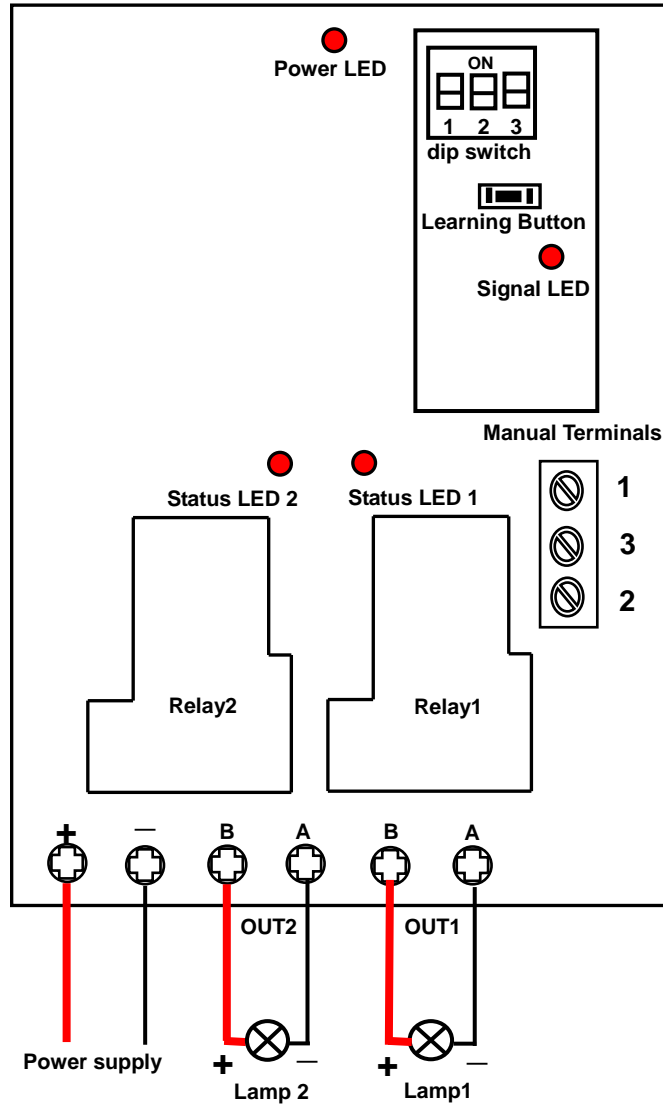 Power LED
ON
1 2 3
dip switch
Learning Button
Signal LED
Manual Terminals
1
3
2
Status LED 2
Status LED 1
Relay2
Relay1
+ — B A B A
OUT2 OUT1
Power supply
+ — + —
Lamp 2
Lamp1